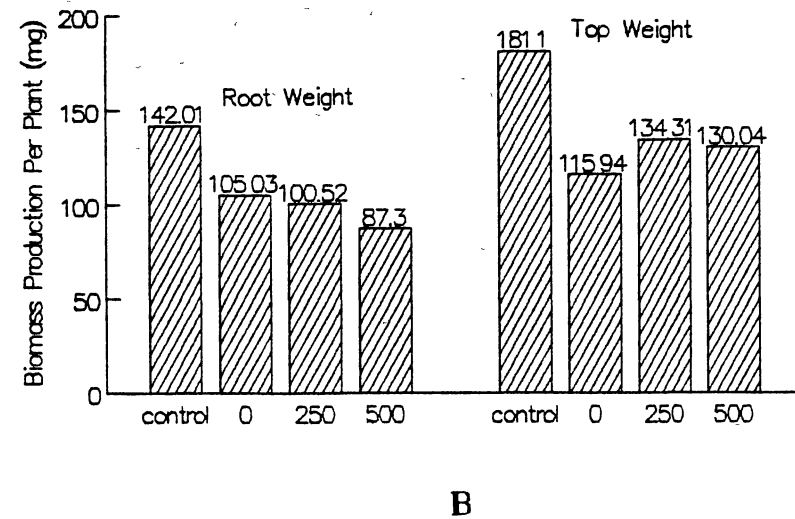 Biomass Production Per Plant (mg)
200
150
100
50
0
Root Weight
142.01
105.03
100.52
87.3
control 0 250 500
Top Weight
181.1
115.94
134.31
130.04
control 0 250 500
B